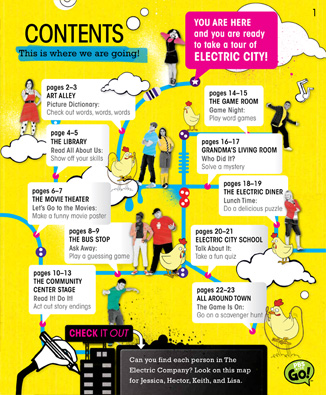 CONTENTS
This is where we are going!
YOU ARE HERE
and you are ready
to take a tour of
ELECTRIC CITY!
1
pages 2–3
ART ALLEY
Picture Dictionary:
Check out words, words, words
page 4–5
THE LIBRARY
Read All About Us:
Show off your skills
pages 6–7
THE MOVIE THEATER
Let's Go to the Movies:
Make a funny movie poster
pages 8–9
THE BUS STOP
Ask Away:
Play a guessing game
pages 10–13
THE COMMUNITY
CENTER STAGE
Read It! Do It!
Act out story endings
pages 14–15
THE GAME ROOM
Game Night:
Play word games
pages 16–17
GRANDMA'S LIVING ROOM
Who Did It?
Solve a mystery
pages 18–19
THE ELECTRIC DINER
Lunch Time:
Do a delicious puzzle
pages 20–21
ELECTRIC CITY SCHOOL
Talk About It:
Take a fun quiz
pages 22–23
ALL AROUND TOWN
The Game Is On:
Go on a scavenger hunt
CHECK IT OUT
Can you find each person in The
Electric Company? Look on this map
for Jessica, Hector, Keith, and Lisa.
PBS
GO!